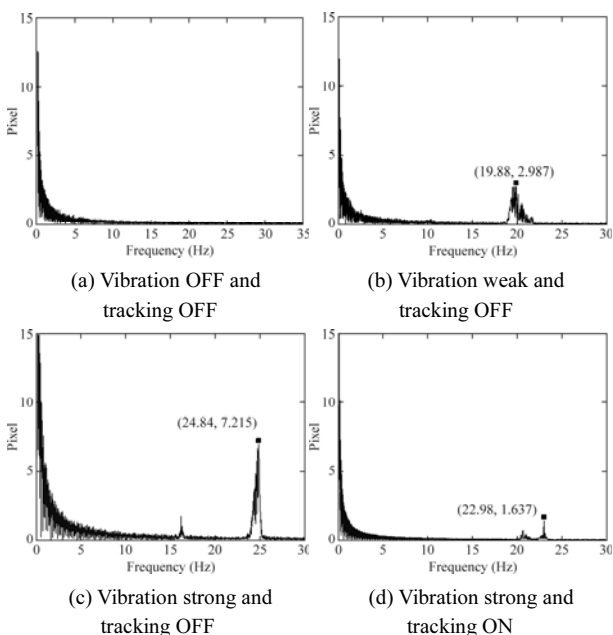 15
10
5
0
Pixel
0 5 10 15 20 25 30 35
Frequency (Hz)
(a) Vibration OFF and
tracking OFF
15
10
5
0
Pixel
(19.88, 2.987)
0 5 10 15 20 25 30
Frequency (Hz)
(b) Vibration weak and
tracking OFF
15
10
5
0
Pixel
(24.84, 7.215)
0 5 10 15 20 25 30
Frequency (Hz)
(c) Vibration strong and
tracking OFF
15
10
5
0
Pixel
(22.98, 1.637)
0 5 10 15 20 25 30
Frequency (Hz)
(d) Vibration strong and
tracking ON